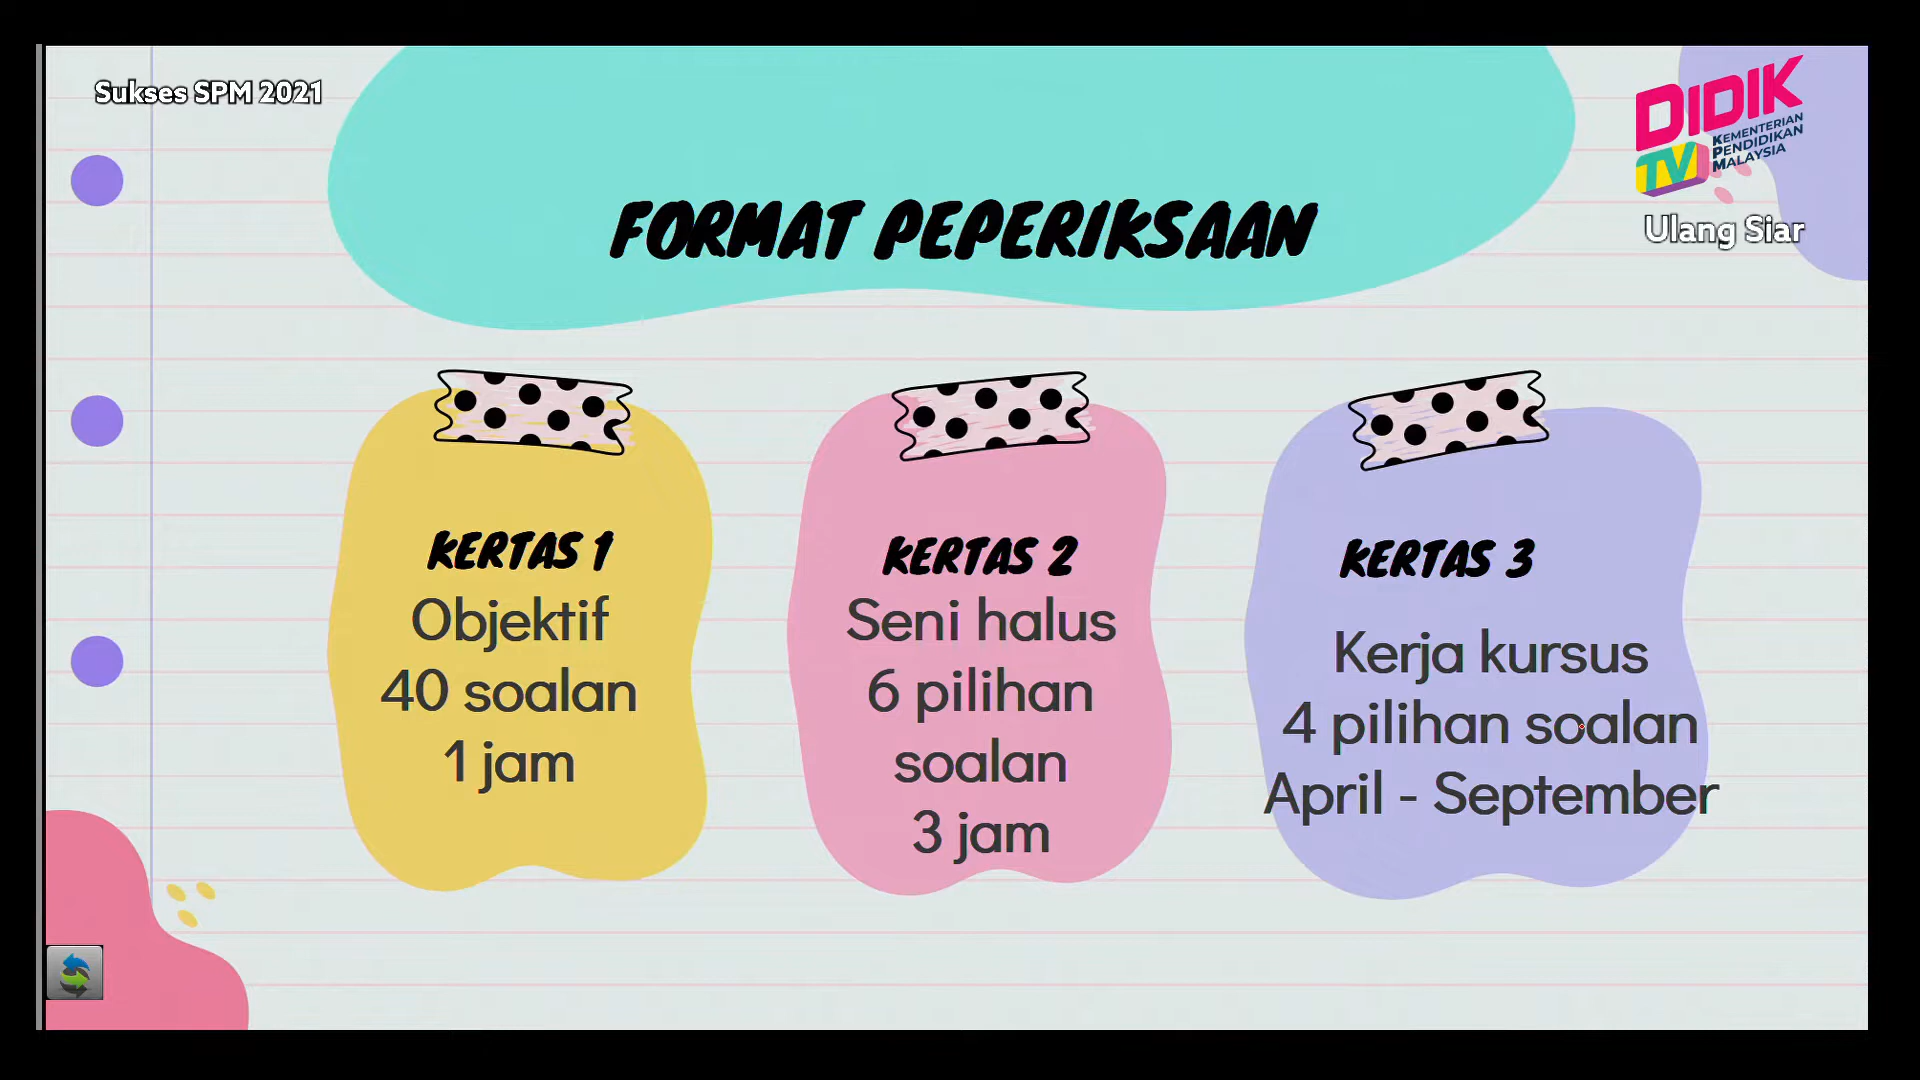 Sukses SPM 2021
DIDIK
TV
KEMENTERIAN
PENDIDIKAN
MALAYSIA
Ulang Siar
FORMAT PEPERIKSAAN
KERTAS 1
Objektif
40 soalan
1 jam
KERTAS 2
Seni halus
6 pilihan
soalan
3 jam
KERTAS 3
Kerja kursus
4 pilihan soalan
April - September